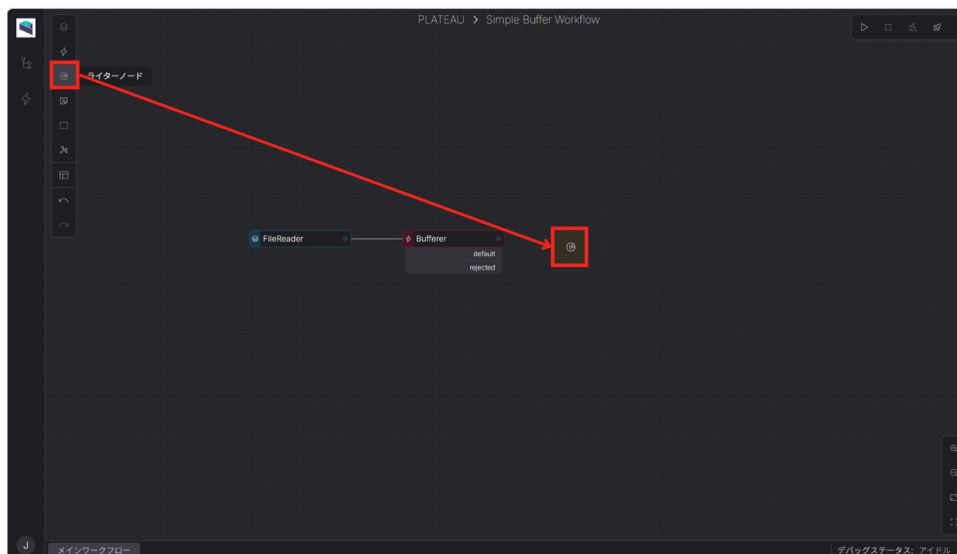 PLATEAU > Simple Buffer Workflow
ライターノード
FileReader
Bufferer
default
rejected
J
メインワークフロー
デバッグステータス: アイドル